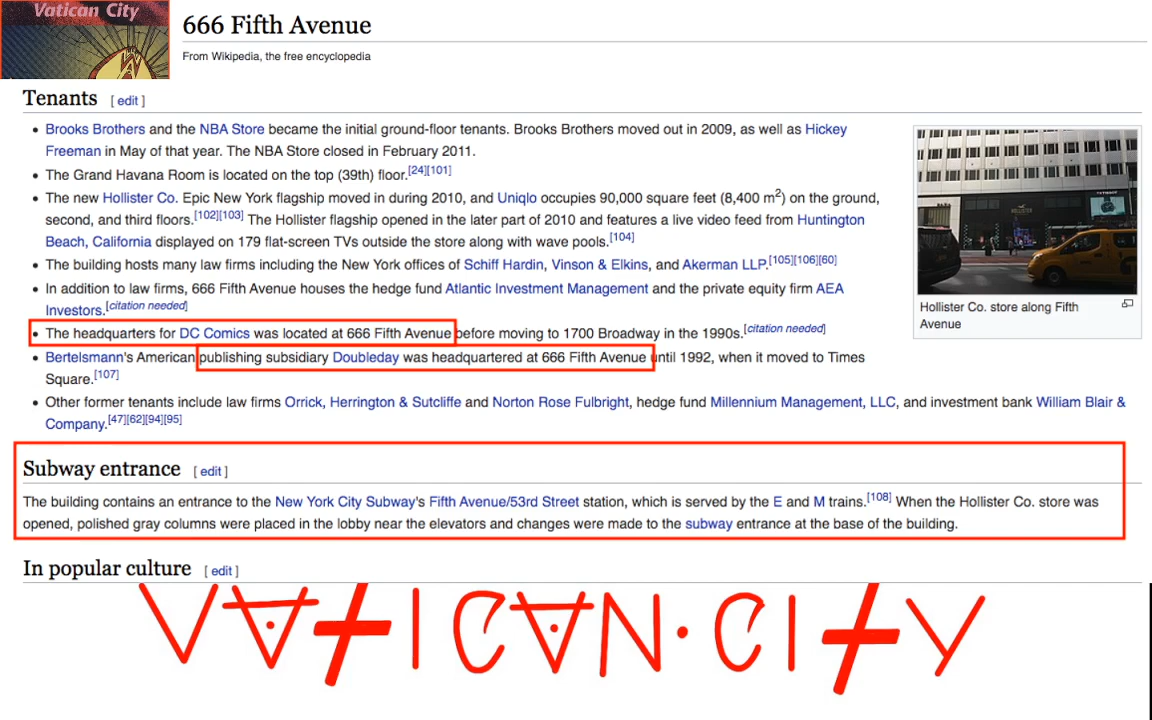 Vatican City
666 Fifth Avenue
From Wikipedia, the free encyclopedia
Tenants [ edit ]
• Brooks Brothers and the NBA Store became the initial ground-floor tenants. Brooks Brothers moved out in 2009, as well as Hickey
Freeman in May of that year. The NBA Store closed in February 2011.
• The Grand Havana Room is located on the top (39th) floor.[24][101]
• The new Hollister Co. Epic New York flagship moved in during 2010, and Uniqlo occupies 90,000 square feet (8,400 m2) on the ground,
second, and third floors.[102][103] The Hollister flagship opened in the later part of 2010 and features a live video feed from Huntington
Beach, California displayed on 179 flat-screen TVs outside the store along with wave pools.[104]
• The building hosts many law firms including the New York offices of Schiff Hardin, Vinson & Elkins, and Akerman LLP.[105][106][60]
• In addition to law firms, 666 Fifth Avenue houses the hedge fund Atlantic Investment Management and the private equity firm AEA
Investors.[citation needed]
• The headquarters for DC Comics was located at 666 Fifth Avenue before moving to 1700 Broadway in the 1990s.[citation needed]
• Bertelsmann's American publishing subsidiary Doubleday was headquartered at 666 Fifth Avenue until 1992, when it moved to Times
Square.[107]
• Other former tenants include law firms Orrick, Herrington & Sutcliffe and Norton Rose Fulbright, hedge fund Millennium Management, LLC, and investment bank William Blair &
Company.[47][62][94][95]
Hollister Co. store along Fifth
Avenue
Subway entrance [ edit ]
The building contains an entrance to the New York City Subway's Fifth Avenue/53rd Street station, which is served by the E and M trains.[108] When the Hollister Co. store was
opened, polished gray columns were placed in the lobby near the elevators and changes were made to the subway entrance at the base of the building.
In popular culture [ edit ]
VATICAN·CITY